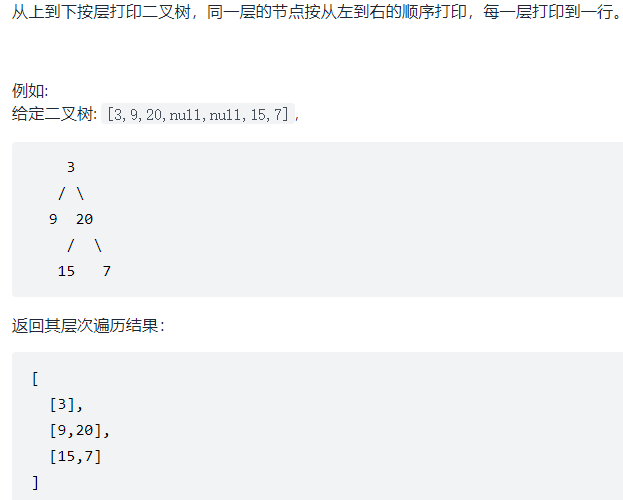 从上到下按层打印二叉树，同一层的节点按从左到右的顺序打印，每一层打印到一行。
例如:
给定二叉树: [3,9,20,null,null,15,7],
3
/ \
9 20
/ \
15 7
返回其层次遍历结果：
[
[3],
[9,20],
[15,7]
]